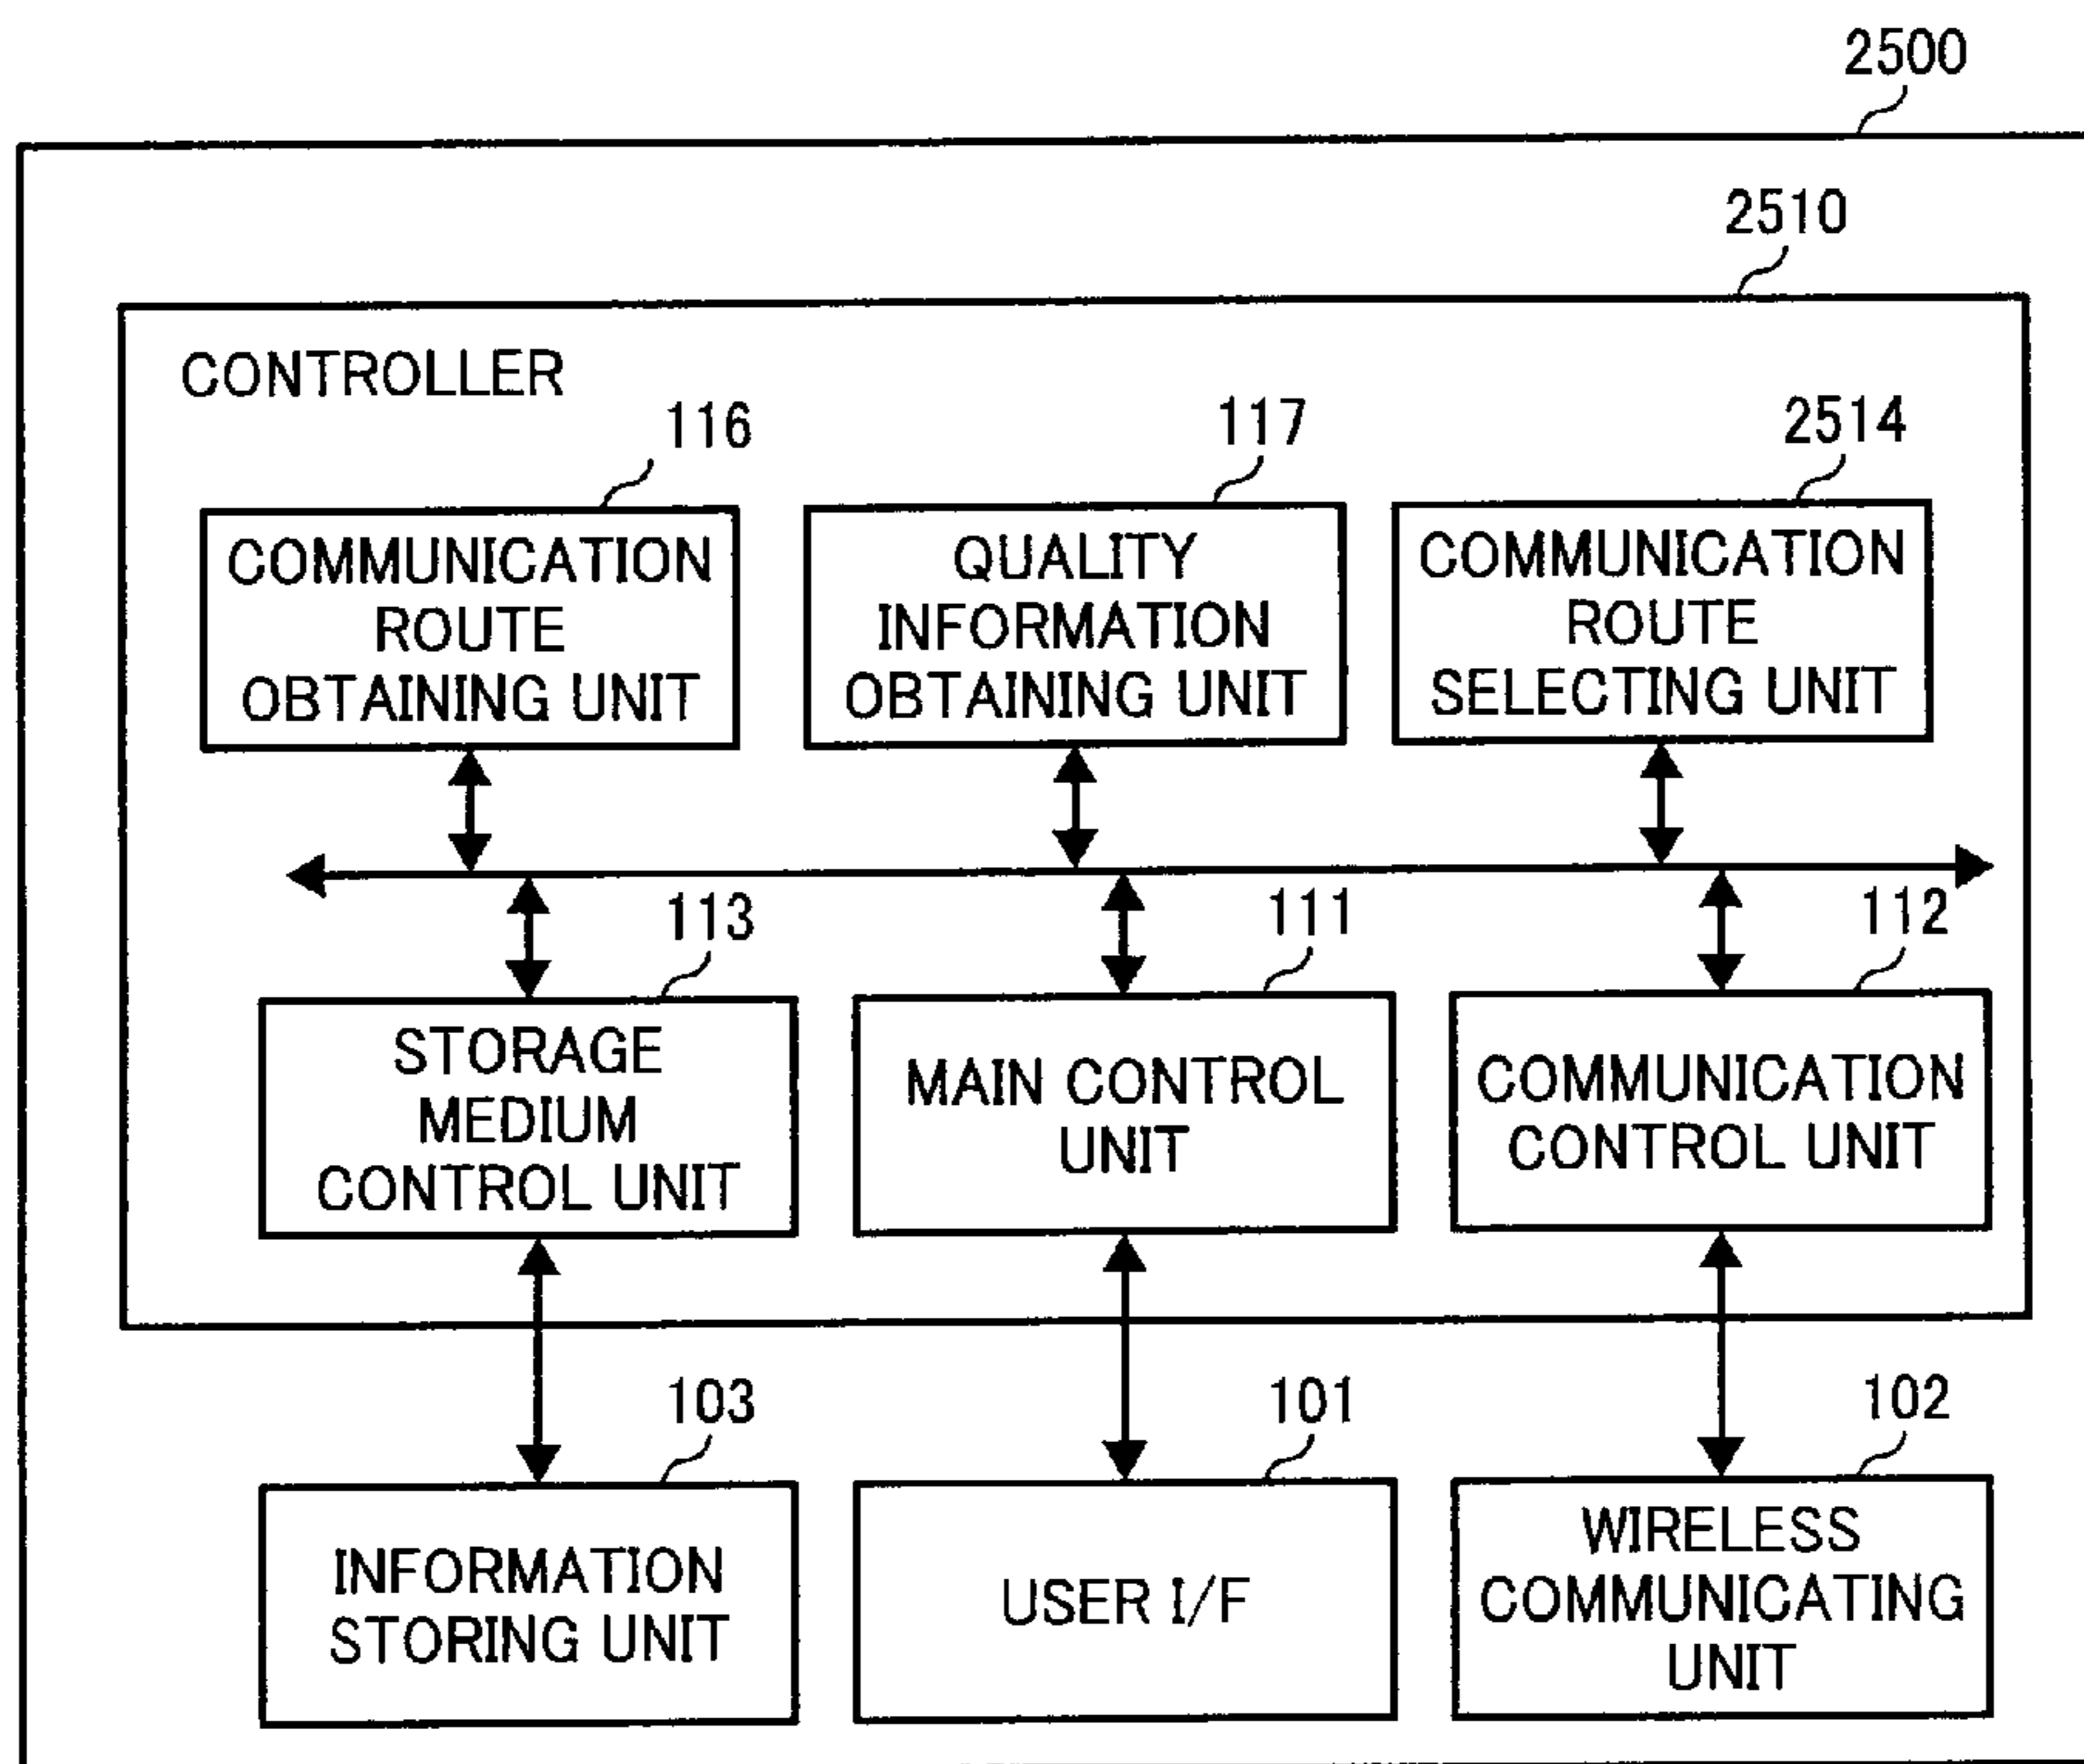 2500
2510
CONTROLLER
116
117
2514
COMMUNICATION
ROUTE
OBTAINING UNIT
QUALITY
INFORMATION
OBTAINING UNIT
COMMUNICATION
ROUTE
SELECTING UNIT
113
111
112
STORAGE
MEDIUM
CONTROL UNIT
MAIN CONTROL
UNIT
COMMUNICATION
CONTROL UNIT
103
101
102
INFORMATION
STORING UNIT
USER I/F
WIRELESS
COMMUNICATING
UNIT